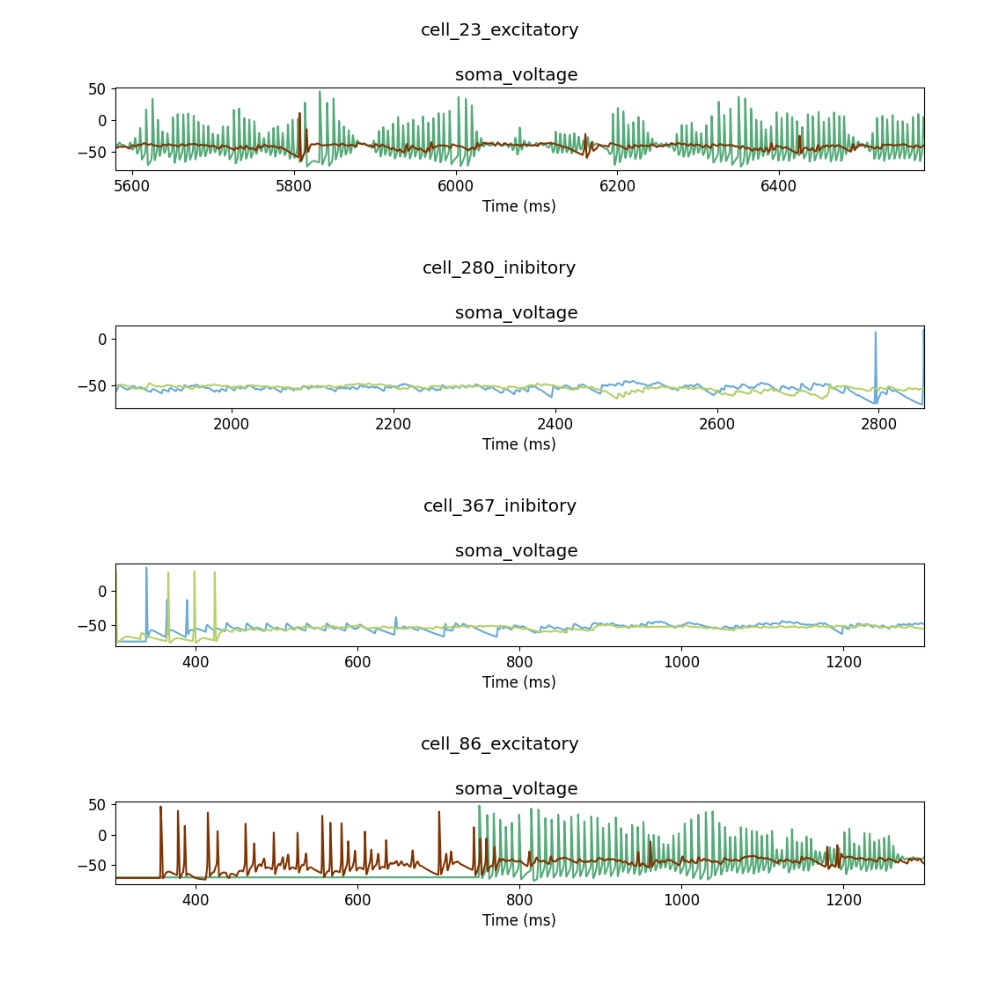 cell_23_excitatory
soma_voltage
50
0
−50
5600 5800 6000 6200 6400
Time (ms)
cell_280_inibitory
soma_voltage
0
−50
2000 2200 2400 2600 2800
Time (ms)
cell_367_inibitory
soma_voltage
0
−50
400 600 800 1000 1200
Time (ms)
cell_86_excitatory
soma_voltage
50
0
−50
400 600 800 1000 1200
Time (ms)